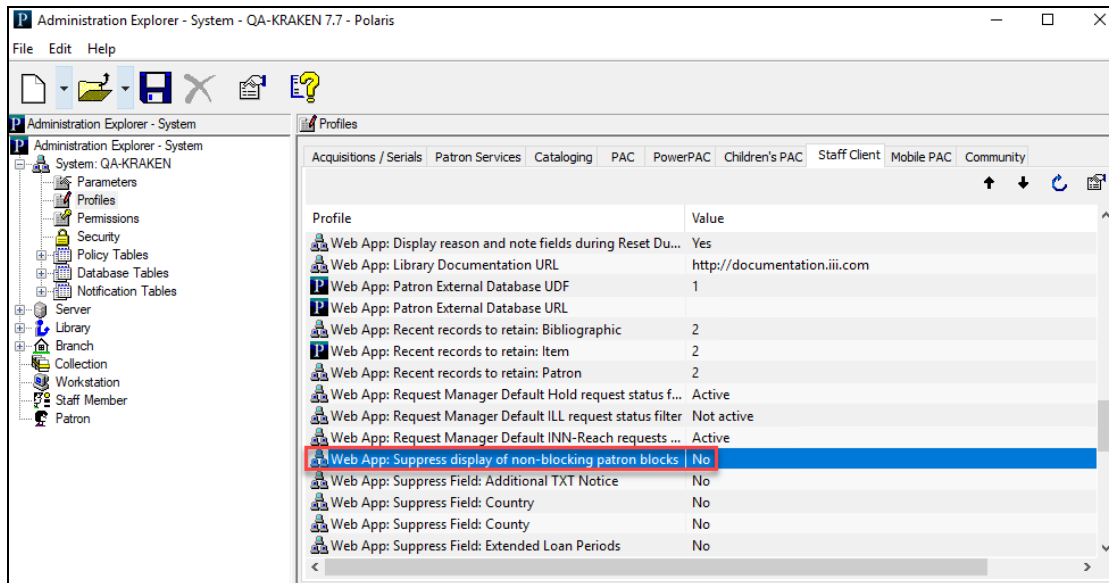 Administration Explorer - System - QA-KRAKEN 7.7 - Polaris
File Edit Help
Administration Explorer - System
Profiles
Administration Explorer - System
System: QA-KRAKEN
Parameters
Profiles
Permissions
Security
Policy Tables
Database Tables
Notification Tables
Server
Library
Branch
Collection
Workstation
Staff Member
Patron
Acquisitions / Serials Patron Services Cataloging PAC PowerPAC Children's PAC Staff Client Mobile PAC Community
Profile Value
Web App: Display reason and note fields during Reset Du... Yes
Web App: Library Documentation URL http://documentation.iii.com
Web App: Patron External Database UDF 1
Web App: Patron External Database URL
Web App: Recent records to retain: Bibliographic 2
Web App: Recent records to retain: Item 2
Web App: Recent records to retain: Patron 2
Web App: Request Manager Default Hold request status f... Active
Web App: Request Manager Default ILL request status filter Not active
Web App: Request Manager Default INN-Reach requests ... Active
Web App: Suppress display of non-blocking patron blocks No
Web App: Suppress Field: Additional TXT Notice No
Web App: Suppress Field: Country No
Web App: Suppress Field: County No
Web App: Suppress Field: Extended Loan Periods No